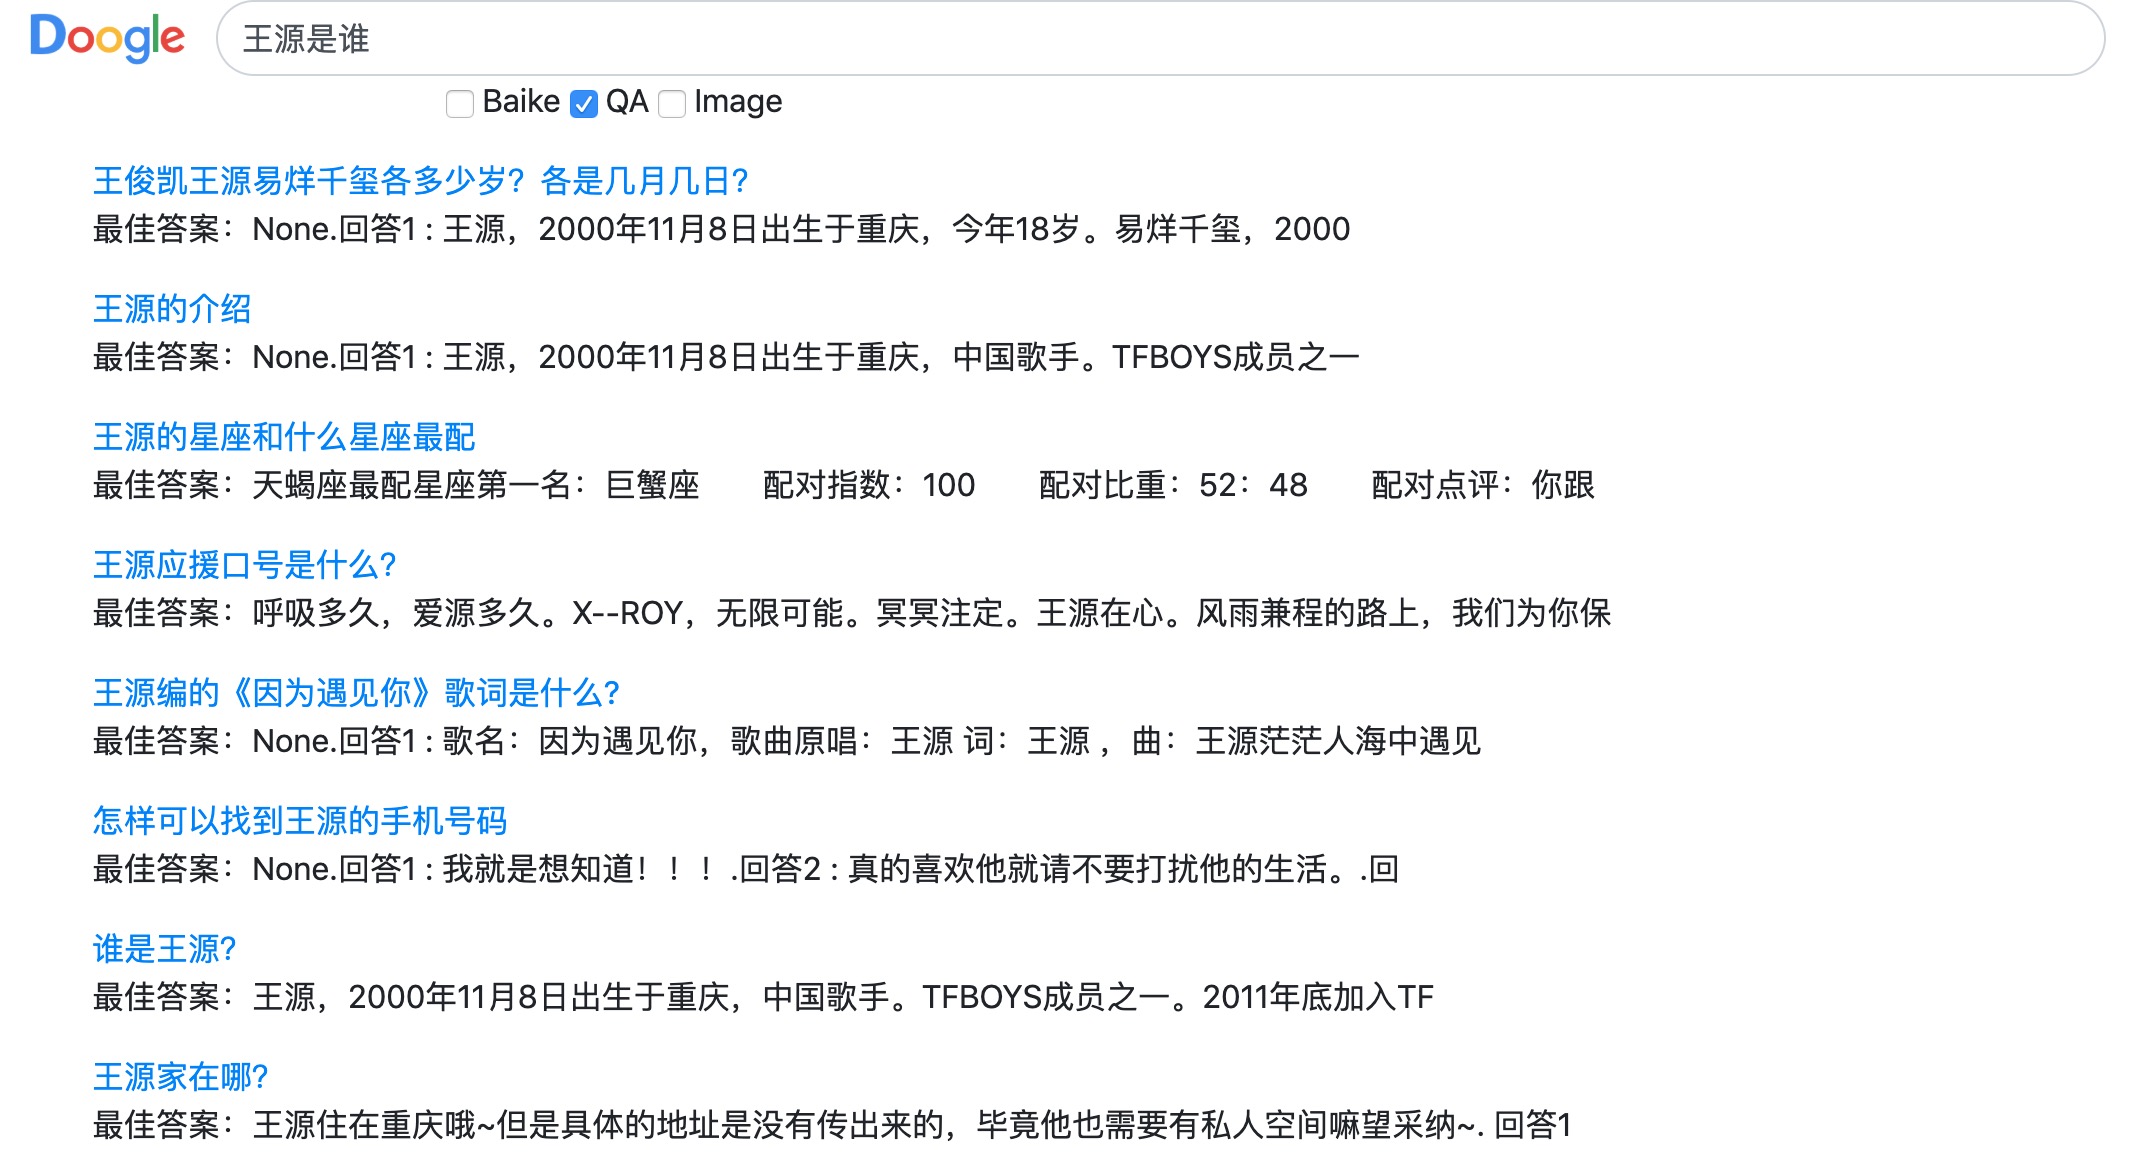 Doogle 王源是谁
Baike QA Image
王俊凯王源易烊千玺各多少岁？各是几月几日？
最佳答案：None.回答1 : 王源，2000年11月8日出生于重庆，今年18岁。易烊千玺，2000
王源的介绍
最佳答案：None.回答1 : 王源，2000年11月8日出生于重庆，中国歌手。TFBOYS成员之一
王源的星座和什么星座最配
最佳答案：天蝎座最配星座第一名：巨蟹座　　配对指数：100　　配对比重：52：48　　配对点评：你跟
王源应援口号是什么？
最佳答案：呼吸多久，爱源多久。X--ROY，无限可能。冥冥注定。王源在心。风雨兼程的路上，我们为你保
王源编的《因为遇见你》歌词是什么？
最佳答案：None.回答1 : 歌名：因为遇见你，歌曲原唱：王源 词：王源 ，曲：王源茫茫人海中遇见
怎样可以找到王源的手机号码
最佳答案：None.回答1 : 我就是想知道！！！.回答2 : 真的喜欢他就请不要打扰他的生活。.回
谁是王源？
最佳答案：王源，2000年11月8日出生于重庆，中国歌手。TFBOYS成员之一。2011年底加入TF
王源家在哪？
最佳答案：王源住在重庆哦~但是具体的地址是没有传出来的，毕竟他也需要有私人空间嘛望采纳~. 回答1